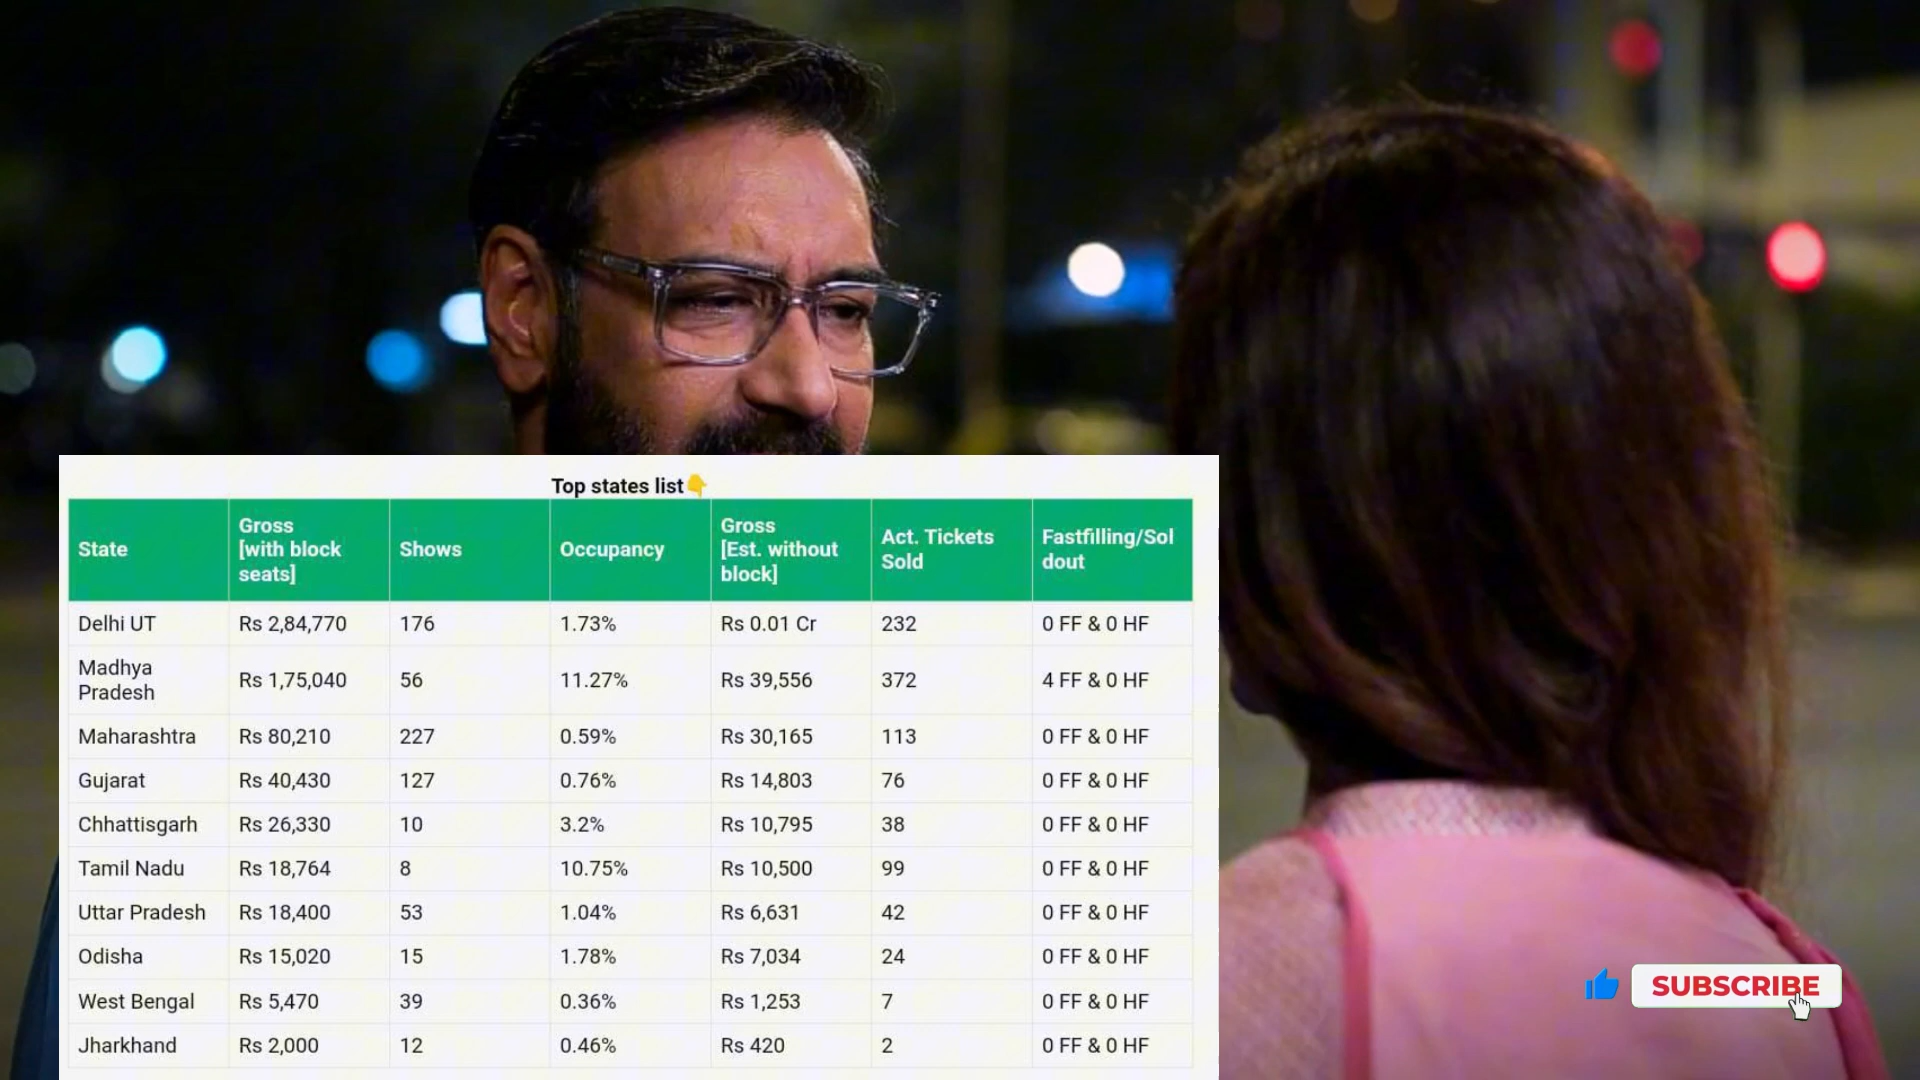 Top states list👇
State Gross [with block seats] Shows Occupancy Gross [Est. without block] Act. Tickets Sold Fastfilling/Soldout
Delhi UT Rs 2,84,770 176 1.73% Rs 0.01 Cr 232 0 FF & 0 HF
Madhya Pradesh Rs 1,75,040 56 11.27% Rs 39,556 372 4 FF & 0 HF
Maharashtra Rs 80,210 227 0.59% Rs 30,165 113 0 FF & 0 HF
Gujarat Rs 40,430 127 0.76% Rs 14,803 76 0 FF & 0 HF
Chhattisgarh Rs 26,330 10 3.2% Rs 10,795 38 0 FF & 0 HF
Tamil Nadu Rs 18,764 8 10.75% Rs 10,500 99 0 FF & 0 HF
Uttar Pradesh Rs 18,400 53 1.04% Rs 6,631 42 0 FF & 0 HF
Odisha Rs 15,020 15 1.78% Rs 7,034 24 0 FF & 0 HF
West Bengal Rs 5,470 39 0.36% Rs 1,253 7 0 FF & 0 HF
Jharkhand Rs 2,000 12 0.46% Rs 420 2 0 FF & 0 HF
SUBSCRIBE